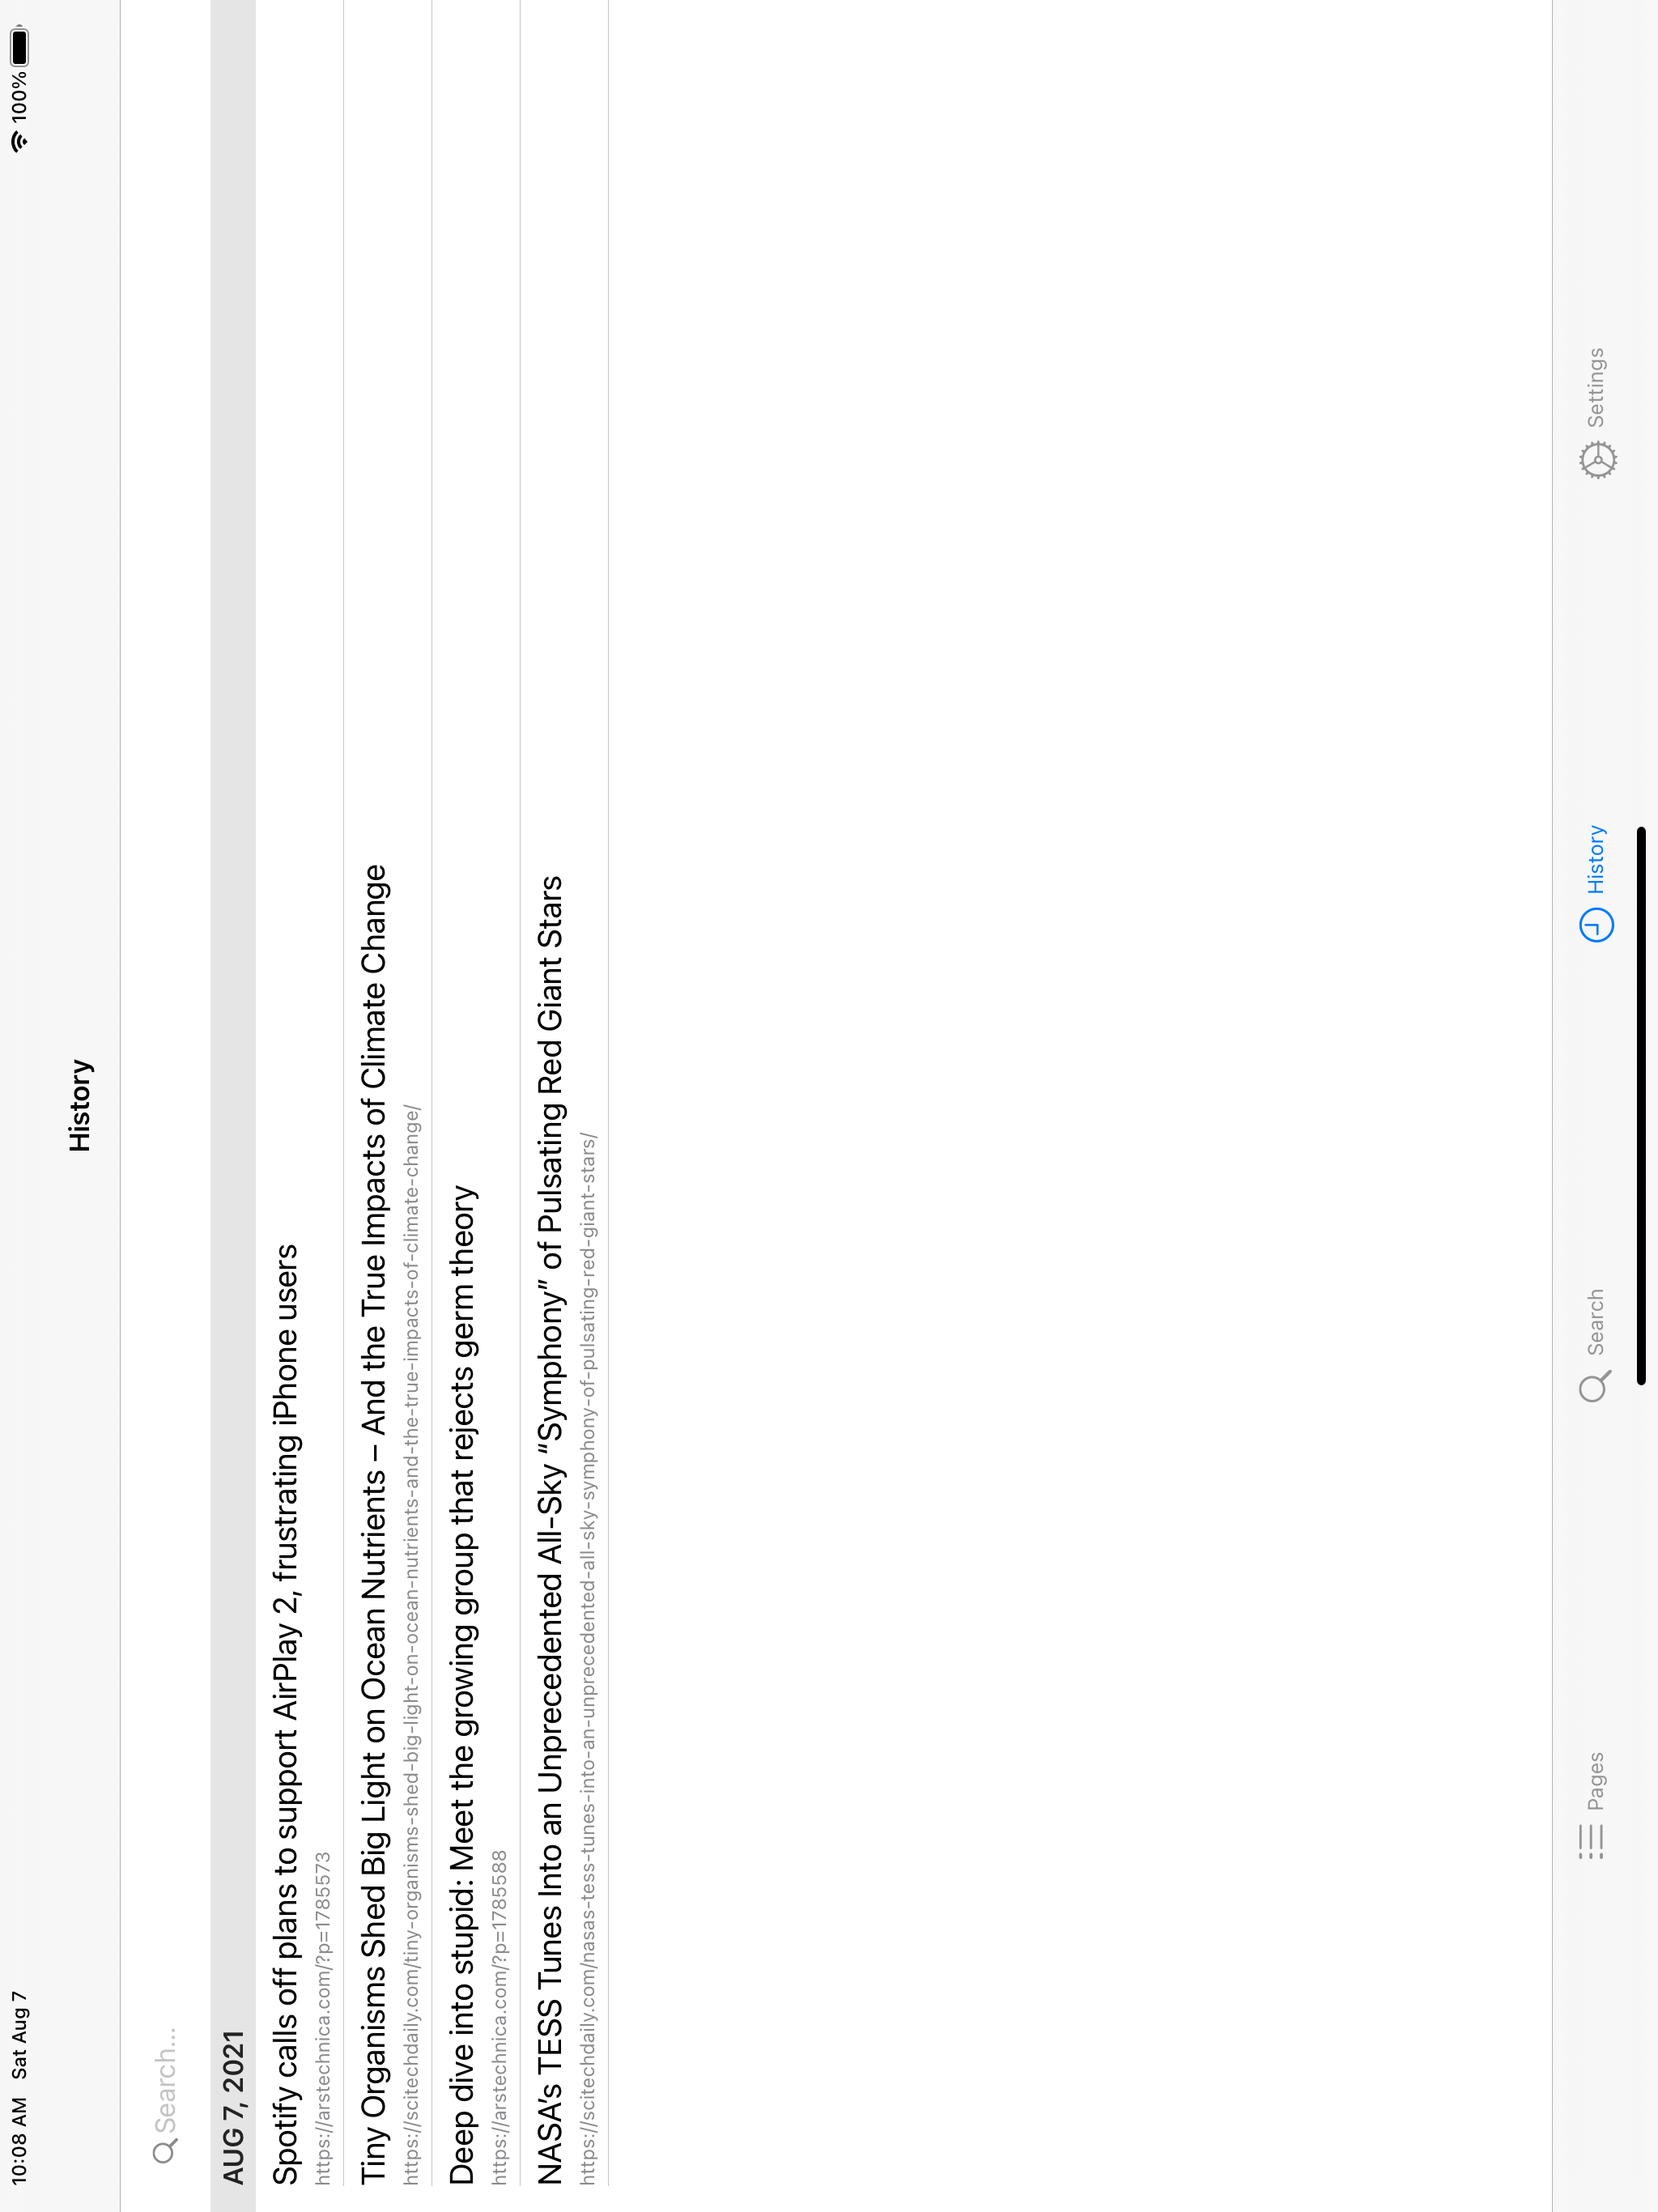 10:08 AM Sat Aug 7
100%
History
Search...
AUG 7, 2021
Spotify calls off plans to support AirPlay 2, frustrating iPhone users
https://arstechnica.com/?p=1785573
Tiny Organisms Shed Big Light on Ocean Nutrients – And the True Impacts of Climate Change
https://scitechdaily.com/tiny-organisms-shed-big-light-on-ocean-nutrients-and-the-true-impacts-of-climate-change/
Deep dive into stupid: Meet the growing group that rejects germ theory
https://arstechnica.com/?p=1785588
NASA's TESS Tunes Into an Unprecedented All-Sky “Symphony” of Pulsating Red Giant Stars
https://scitechdaily.com/nasas-tess-tunes-into-an-unprecedented-all-sky-symphony-of-pulsating-red-giant-stars/
Pages
Search
History
Settings